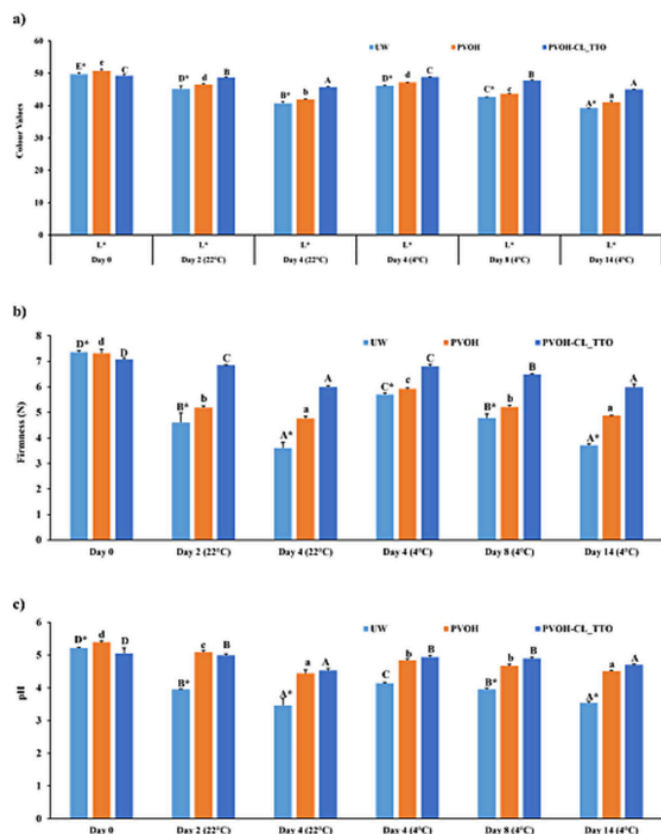 a)
60
UW PVOH PVOH-CL_TTO
50
40
30
20
10
0
Colour Values
E* e C D* d B B* b A D* d C C* c B A* a A
L* L* L* L* L* L*
Day 0 Day 2 (22°C) Day 4 (22°C) Day 4 (4°C) Day 8 (4°C) Day 14 (4°C)
b)
8
UW PVOH PVOH-CL_TTO
7
6
5
4
3
2
1
0
Firmness (N)
D* d D B* b C A* a A C* c C B* b B A* a A
Day 0 Day 2 (22°C) Day 4 (22°C) Day 4 (4°C) Day 8 (4°C) Day 14 (4°C)
c)
6
UW PVOH PVOH-CL_TTO
5
4
3
2
1
0
pH
D* d D B* c B A* a A C b B B* b B A* a A
Day 0 Day 2 (22°C) Day 4 (22°C) Day 4 (4°C) Day 8 (4°C) Day 14 (4°C)